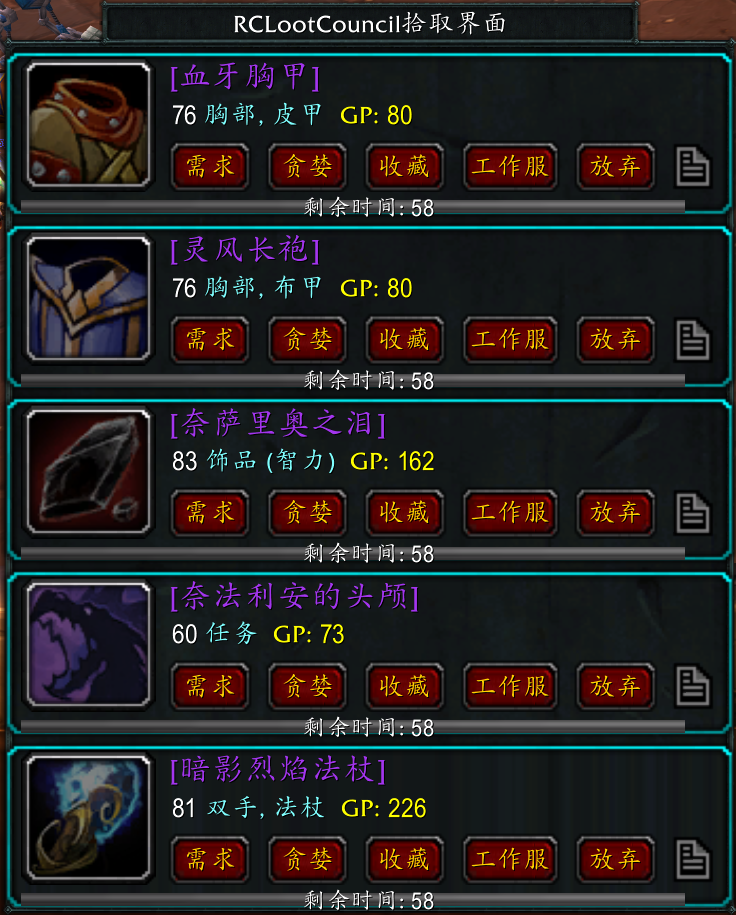 RCLootCouncil拾取界面
[血牙胸甲]
76 胸部, 皮甲 GP: 80
需求 贪婪 收藏 工作服 放弃
剩余时间: 58
[灵风长袍]
76 胸部, 布甲 GP: 80
需求 贪婪 收藏 工作服 放弃
剩余时间: 58
[奈萨里奥之泪]
83 饰品 (智力) GP: 162
需求 贪婪 收藏 工作服 放弃
剩余时间: 58
[奈法利安的头颅]
60 任务 GP: 73
需求 贪婪 收藏 工作服 放弃
剩余时间: 58
[暗影烈焰法杖]
81 双手, 法杖 GP: 226
需求 贪婪 收藏 工作服 放弃
剩余时间: 58